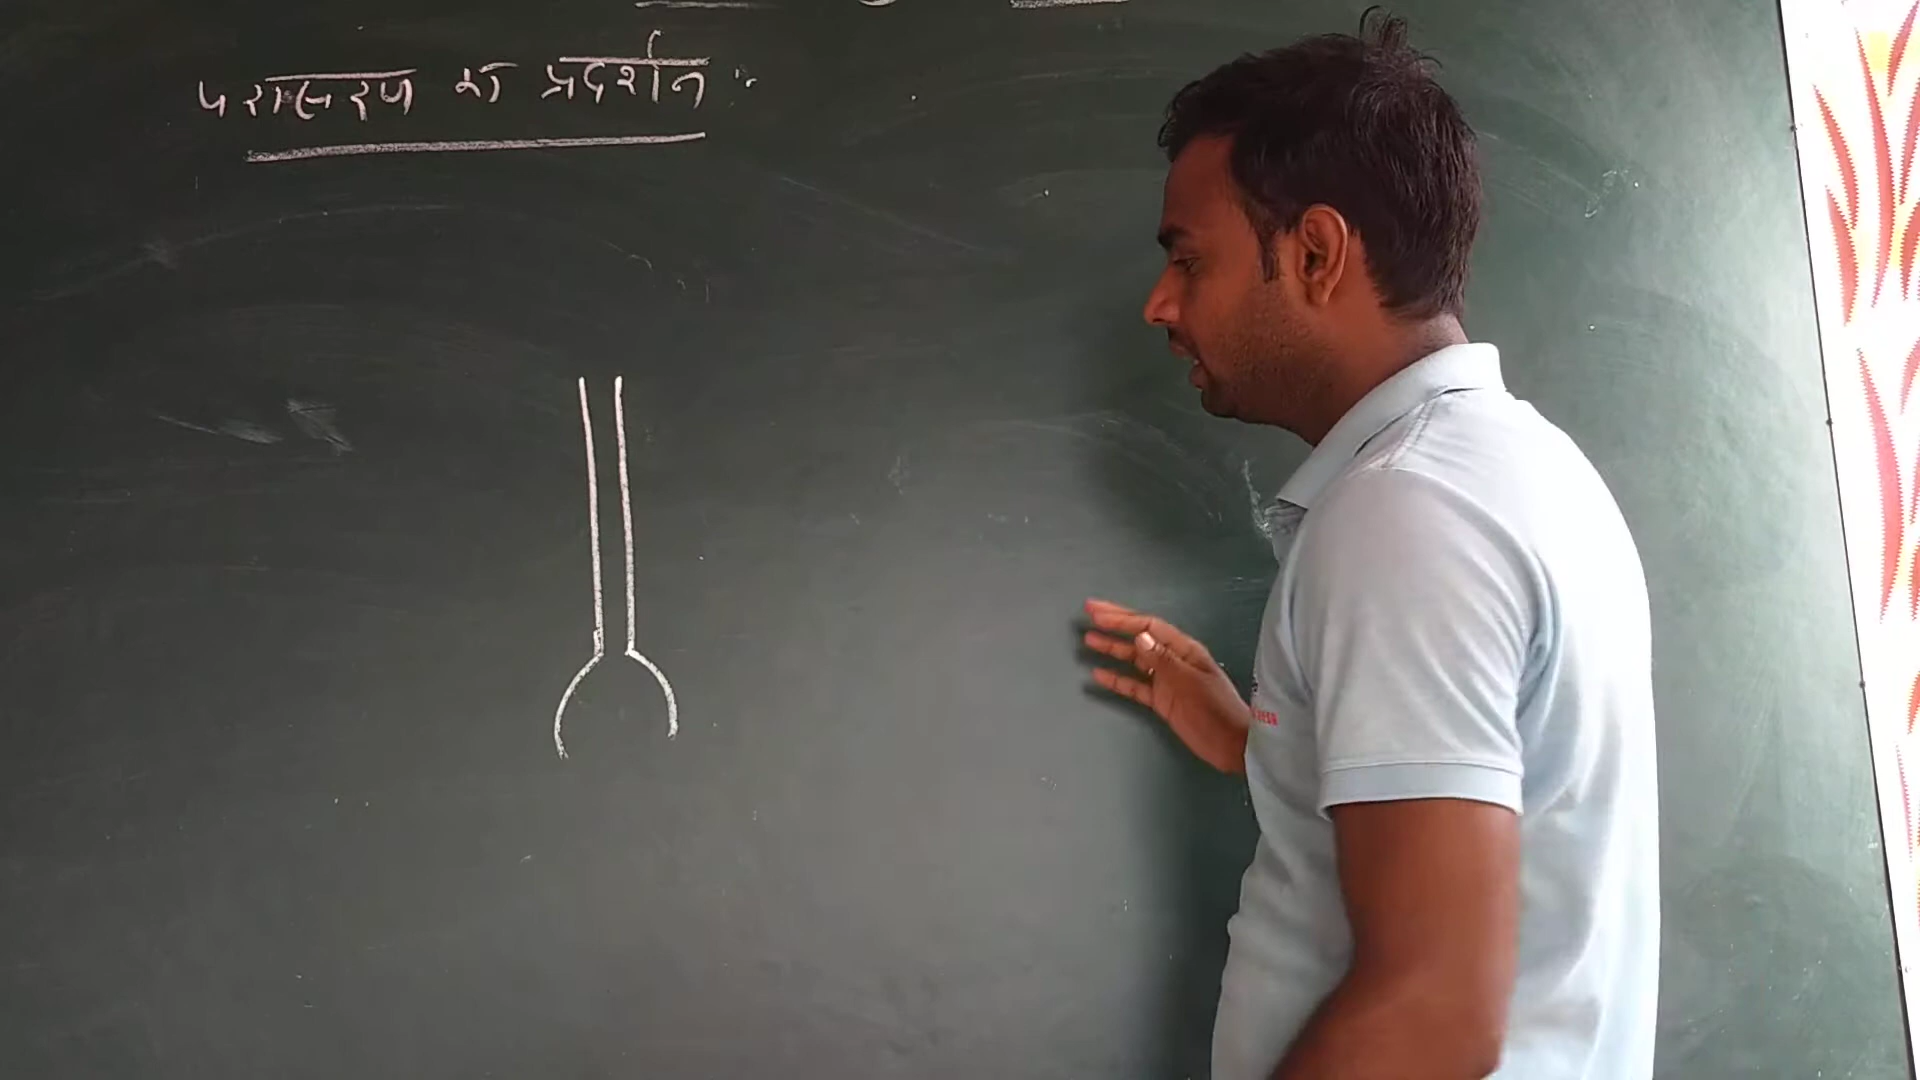 परासरण का प्रदर्शन :-